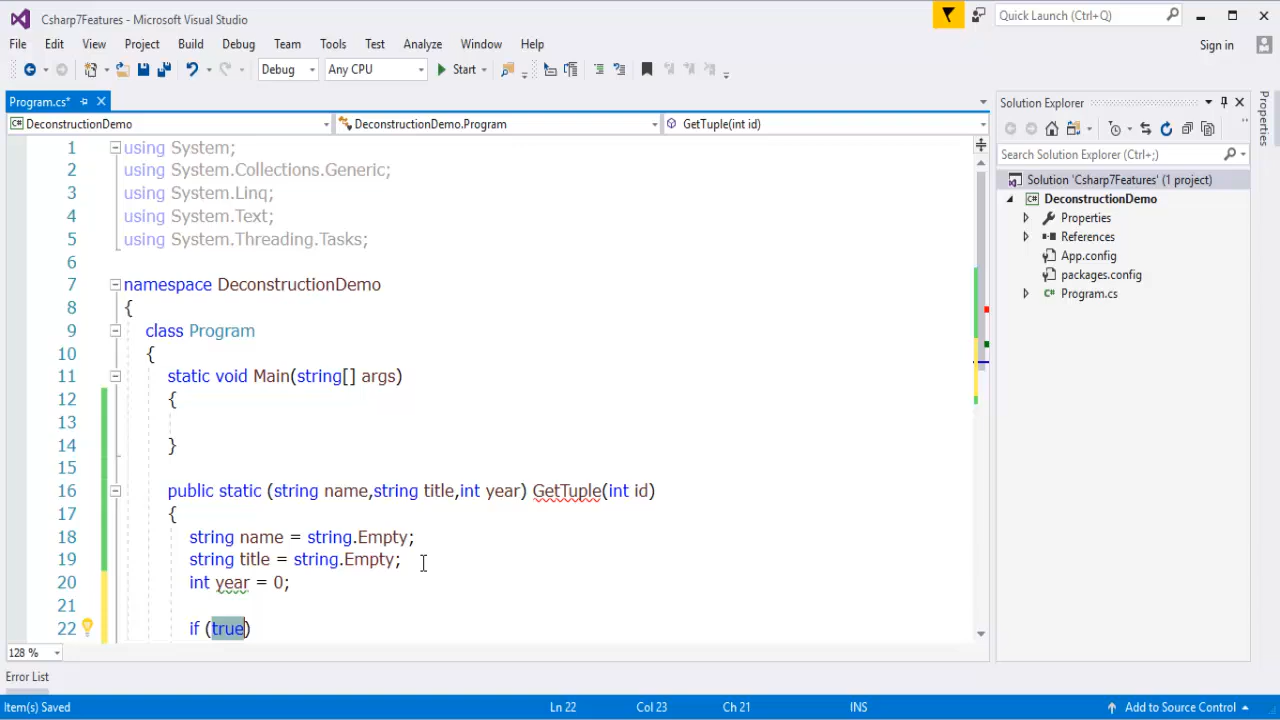 Csharp7Features - Microsoft Visual Studio
Quick Launch (Ctrl+Q)
File Edit View Project Build Debug Team Tools Test Analyze Window Help
Sign in
Debug Any CPU Start
Program.cs*
DeconstructionDemo DeconstructionDemo.Program GetTuple(int id)
1 using System;
2 using System.Collections.Generic;
3 using System.Linq;
4 using System.Text;
5 using System.Threading.Tasks;
6
7 namespace DeconstructionDemo
8 {
9 class Program
10 {
11 static void Main(string[] args)
12 {
13
14 }
15
16 public static (string name,string title,int year) GetTuple(int id)
17 {
18 string name = string.Empty;
19 string title = string.Empty;
20 int year = 0;
21
22 if (true)
128 %
Error List
Item(s) Saved Ln 22 Col 23 Ch 21 INS Add to Source Control
Solution Explorer
Search Solution Explorer (Ctrl+;)
Solution 'Csharp7Features' (1 project)
C# DeconstructionDemo
Properties
References
App.config
packages.config
C# Program.cs
Properties